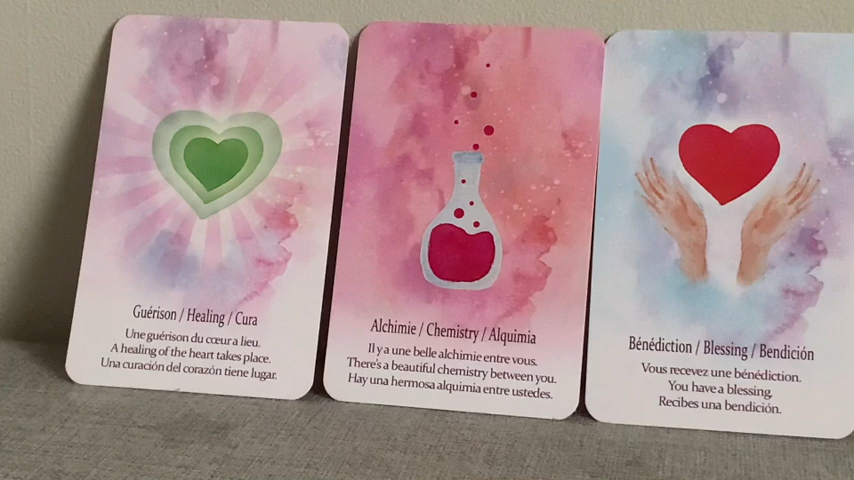 Guérison / Healing / Cura
Une guérison du cœur a lieu.
A healing of the heart takes place.
Una curación del corazón tiene lugar.
Alchimie / Chemistry / Alquimia
Il y a une belle alchimie entre vous.
There's a beautiful chemistry between you.
Hay una hermosa alquimia entre ustedes.
Bénédiction / Blessing / Bendición
Vous recevez une bénédiction.
You have a blessing.
Recibes una bendición.